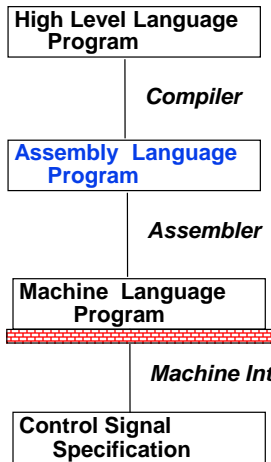 High Level Language
Program
Compiler
Assembly Language
Program
Assembler
Machine Language
Program
Machine Int
Control Signal
Specification